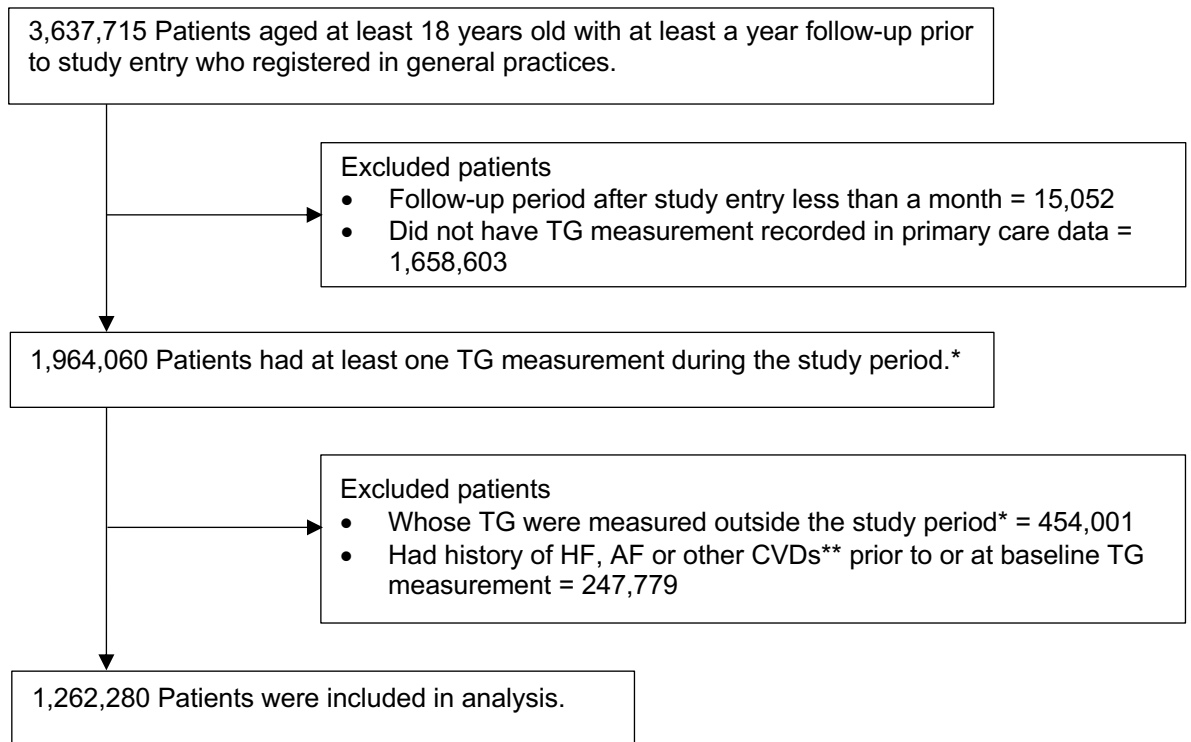 3,637,715 Patients aged at least 18 years old with at least a year follow-up prior
to study entry who registered in general practices.
Excluded patients
• Follow-up period after study entry less than a month = 15,052
• Did not have TG measurement recorded in primary care data =
1,658,603
1,964,060 Patients had at least one TG measurement during the study period.*
Excluded patients
• Whose TG were measured outside the study period* = 454,001
• Had history of HF, AF or other CVDs** prior to or at baseline TG
measurement = 247,779
1,262,280 Patients were included in analysis.